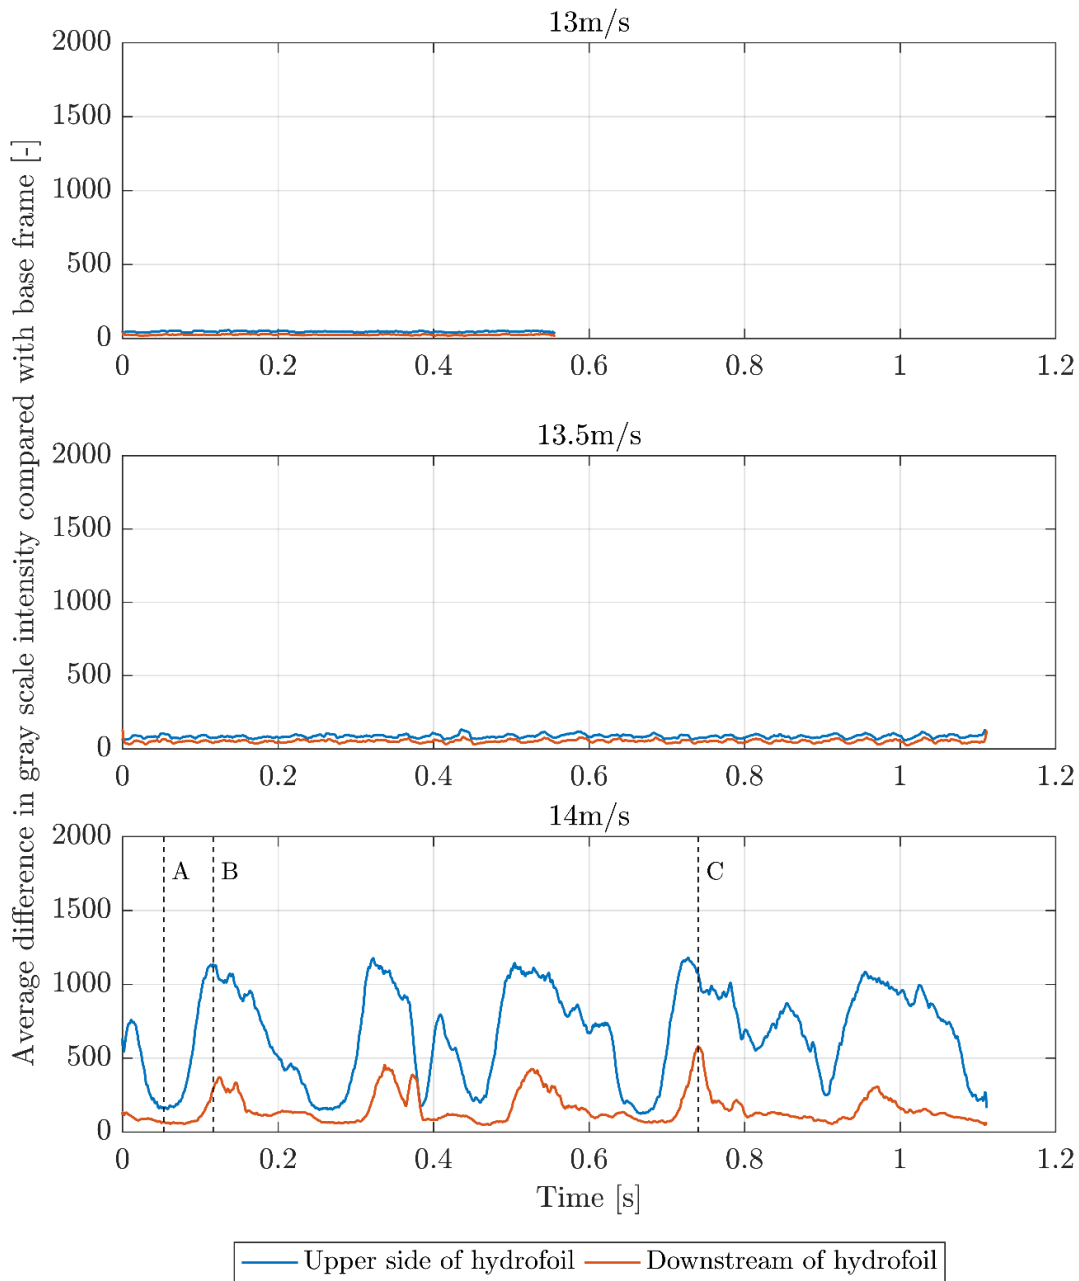 13m/s
2000
1500
1000
500
0
0 0.2 0.4 0.6 0.8 1 1.2
Average difference in gray scale intensity compared with base frame [-]
13.5m/s
2000
1500
1000
500
0
0 0.2 0.4 0.6 0.8 1 1.2
14m/s
2000
A B C
1500
1000
500
0
0 0.2 0.4 0.6 0.8 1 1.2
Time [s]
Upper side of hydrofoil Downstream of hydrofoil